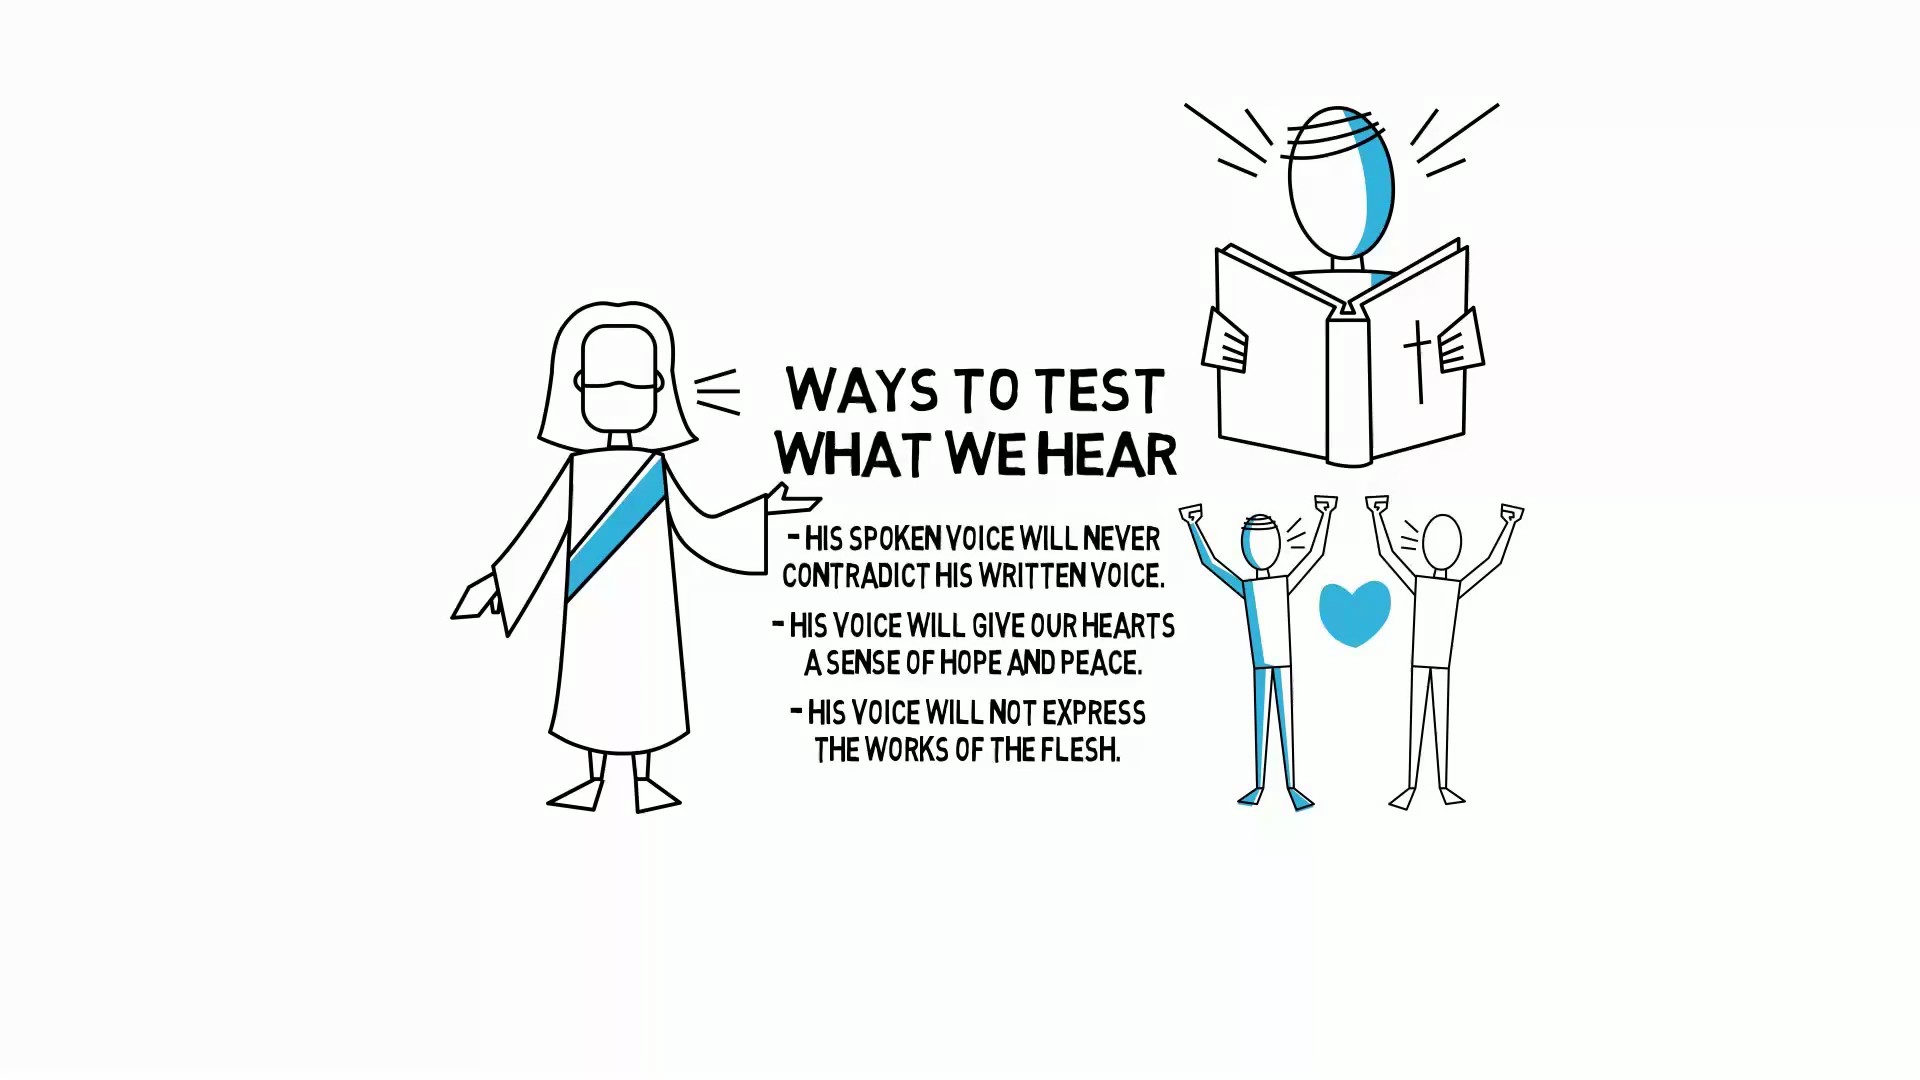 WAYS TO TEST
WHAT WE HEAR
- HIS SPOKEN VOICE WILL NEVER
CONTRADICT HIS WRITTEN VOICE.
- HIS VOICE WILL GIVE OUR HEARTS
A SENSE OF HOPE AND PEACE.
- HIS VOICE WILL NOT EXPRESS
THE WORKS OF THE FLESH.